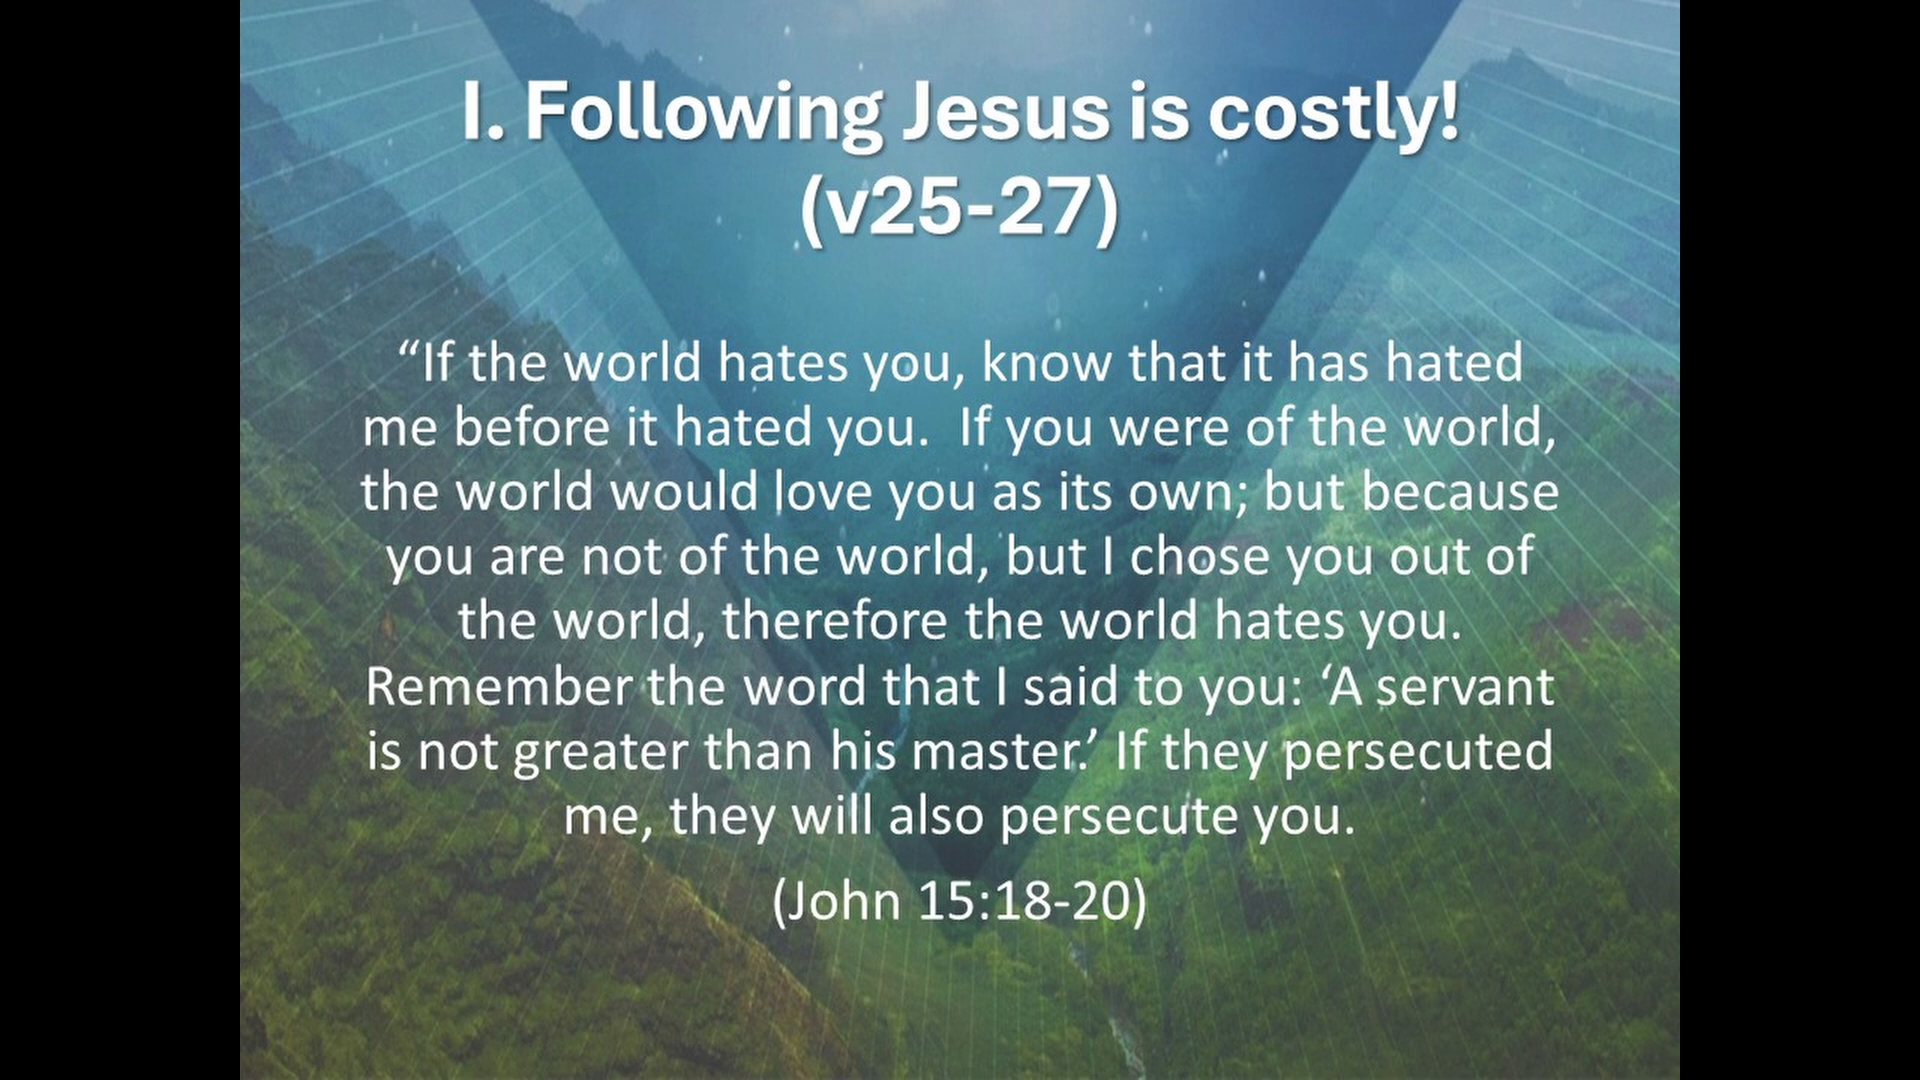 I. Following Jesus is costly!
(v25-27)
“If the world hates you, know that it has hated
me before it hated you.  If you were of the world,
the world would love you as its own; but because
you are not of the world, but I chose you out of
the world, therefore the world hates you.
Remember the word that I said to you: ‘A servant
is not greater than his master.’ If they persecuted
me, they will also persecute you.
(John 15:18-20)